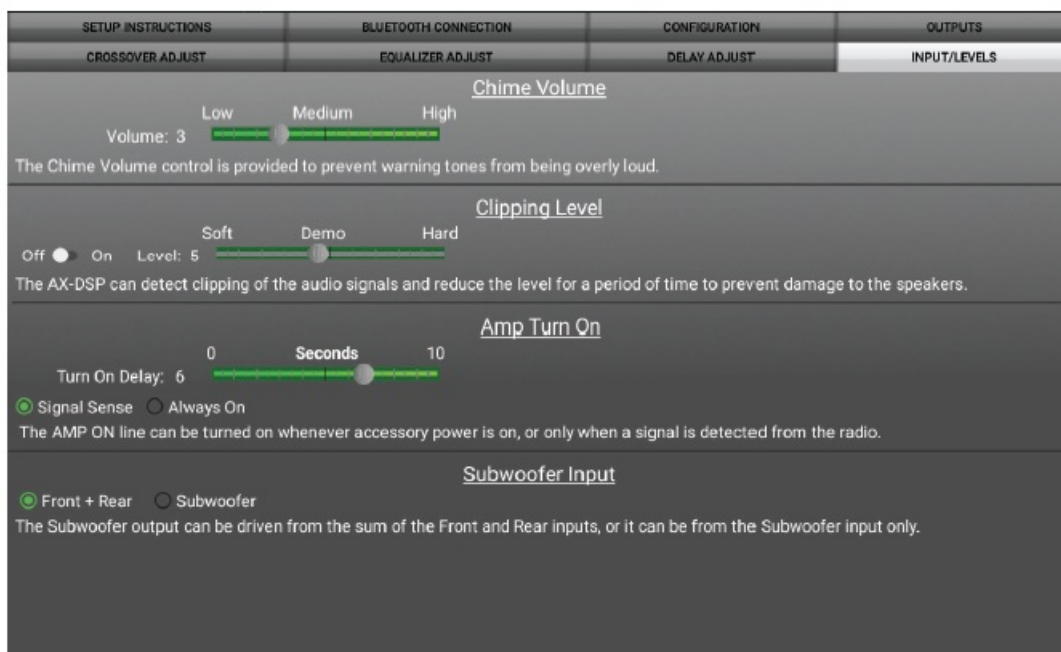 SETUP INSTRUCTIONS BLUETOOTH CONNECTION CONFIGURATION OUTPUTS
CROSSOVER ADJUST EQUALIZER ADJUST DELAY ADJUST INPUT/LEVELS
Chime Volume
Low Medium High
Volume: 3
The Chime Volume control is provided to prevent warning tones from being overly loud.
Clipping Level
Soft Demo Hard
Off On Level: 5
The AX-DSP can detect clipping of the audio signals and reduce the level for a period of time to prevent damage to the speakers.
Amp Turn On
0 Seconds 10
Turn On Delay: 6
Signal Sense Always On
The AMP ON line can be turned on whenever accessory power is on, or only when a signal is detected from the radio.
Subwoofer Input
Front + Rear Subwoofer
The Subwoofer output can be driven from the sum of the Front and Rear inputs, or it can be from the Subwoofer input only.